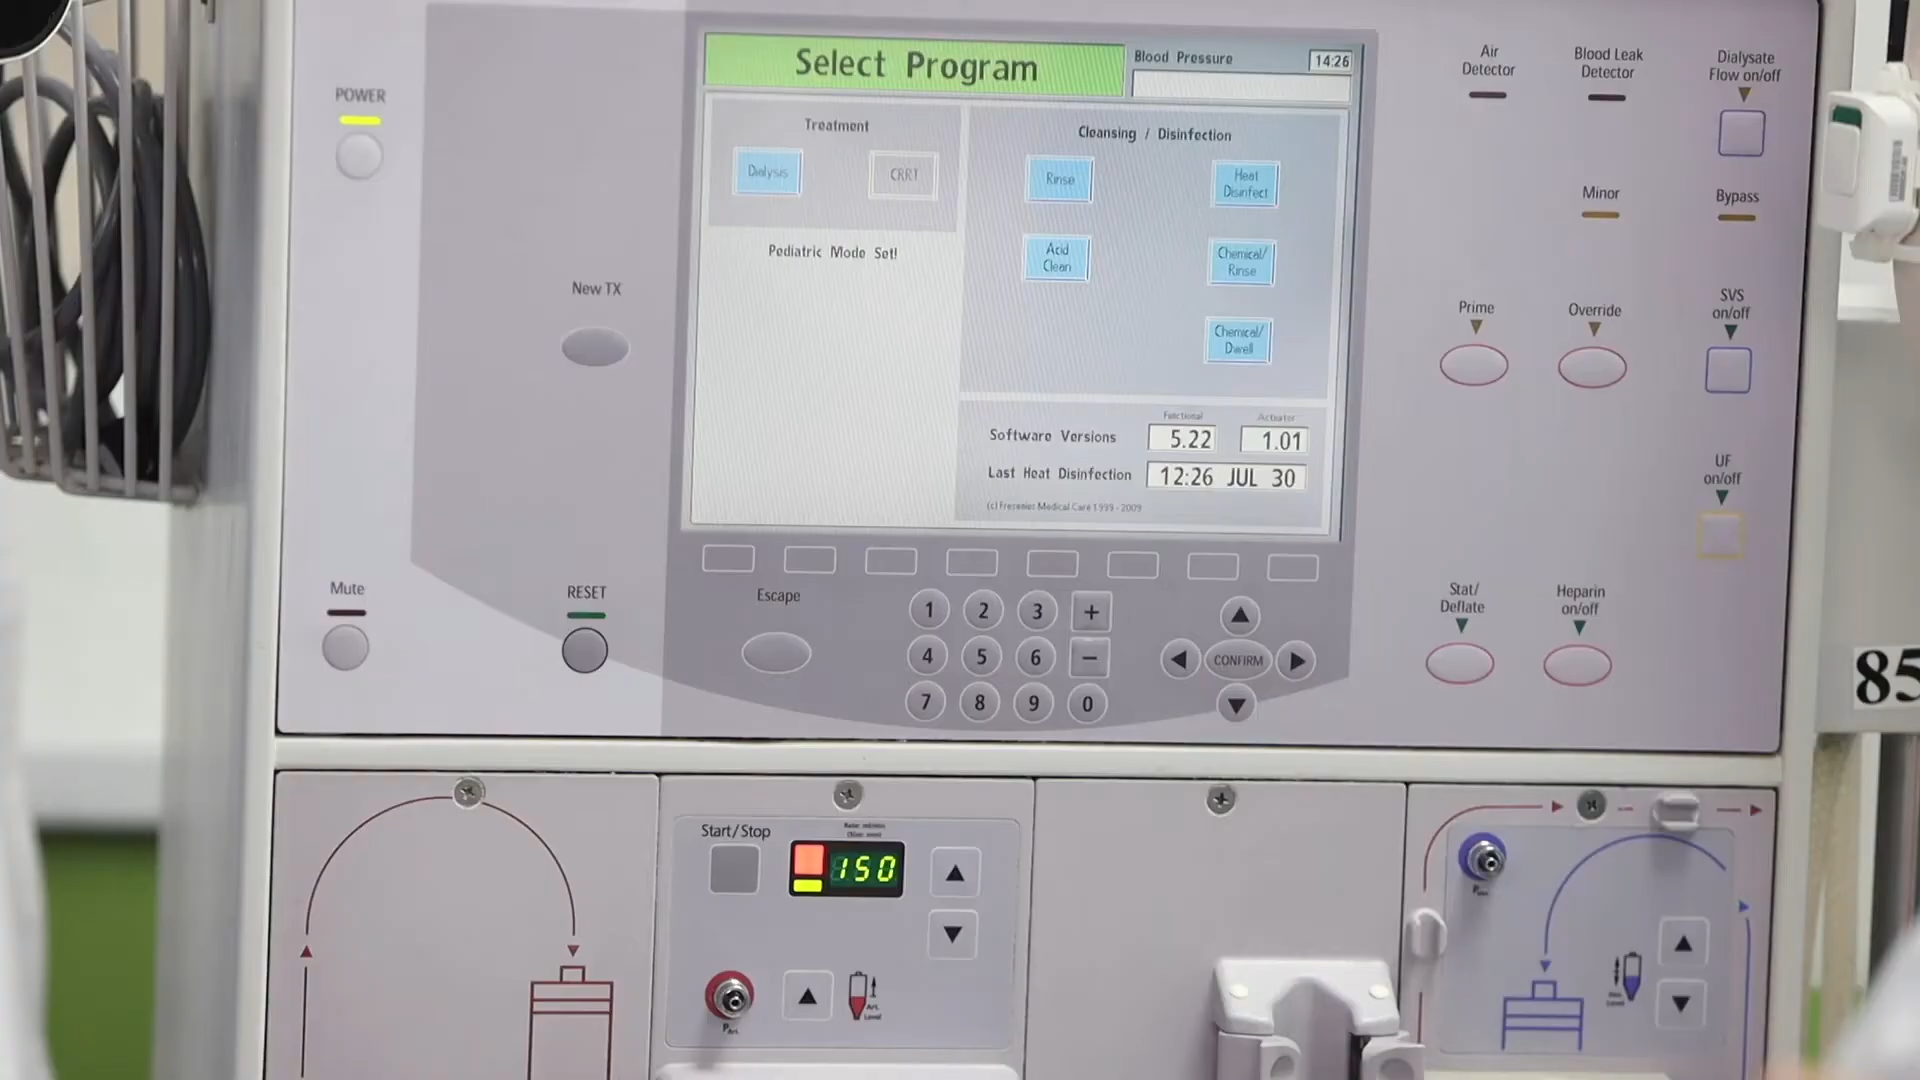 Select Program
Blood Pressure
14:26
Treatment
Dialysis
CRRT
Pediatric Mode Set!
Cleansing / Disinfection
Rinse
Heat
Disinfect
Acid
Clean
Chemical/
Rinse
Chemical/
Dwell
Functional
Actuator
Software Versions
5.22
1.01
Last Heat Disinfection
12:26 JUL 30
(c) Fresenius Medical Care 1999 - 2009
POWER
New TX
Mute
RESET
Escape
1 2 3 +
4 5 6 −
7 8 9 0
CONFIRM
Air
Detector
Blood Leak
Detector
Dialysate
Flow on/off
Minor
Bypass
Prime
Override
SVS
on/off
UF
on/off
Stat/
Deflate
Heparin
on/off
85
Start/Stop
150
Art.
Level